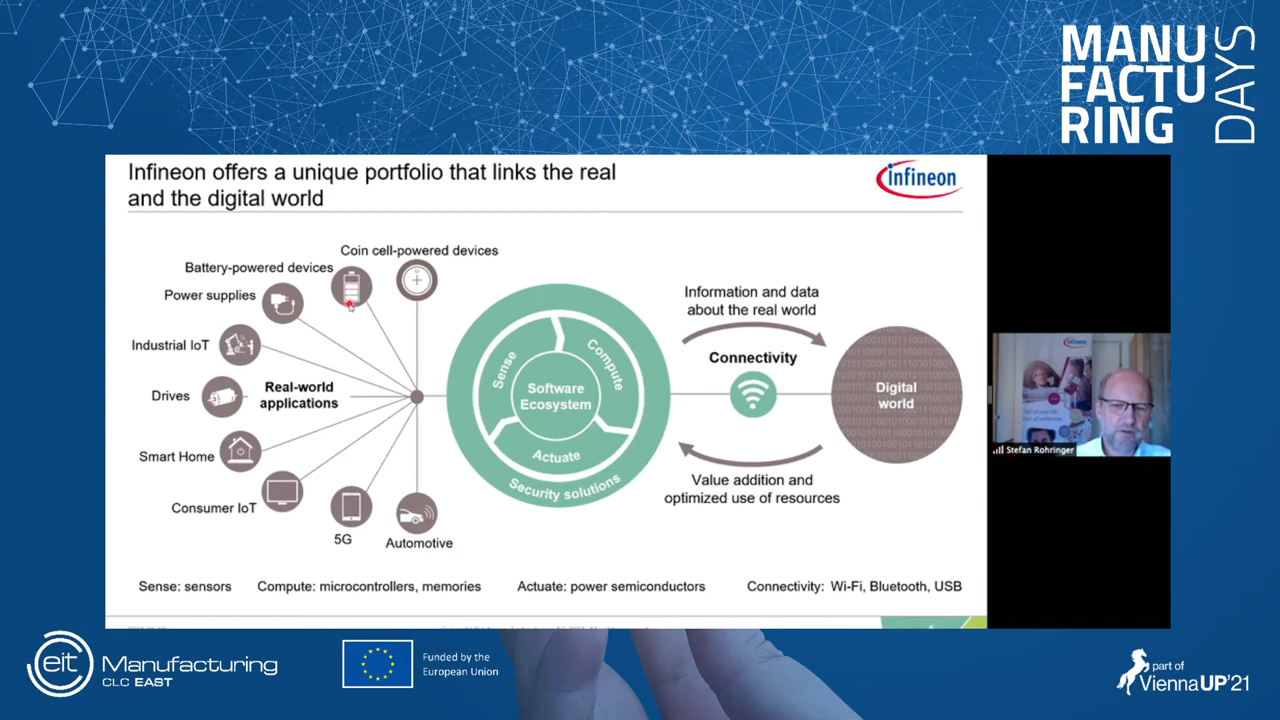 MANU
FACTU
RING
DAYS
Infineon offers a unique portfolio that links the real
and the digital world
infineon
Coin cell-powered devices
Battery-powered devices
Power supplies
Industrial IoT
Drives
Smart Home
Consumer IoT
5G
Automotive
Real-world
applications
Sense
Compute
Actuate
Software
Ecosystem
Security solutions
Information and data
about the real world
Connectivity
Value addition and
optimized use of resources
Digital
world
Sense: sensors
Compute: microcontrollers, memories
Actuate: power semiconductors
Connectivity: Wi-Fi, Bluetooth, USB
infineon
Stefan Rohringer
eit Manufacturing
CLC EAST
Funded by the
European Union
part of
ViennaUP'21